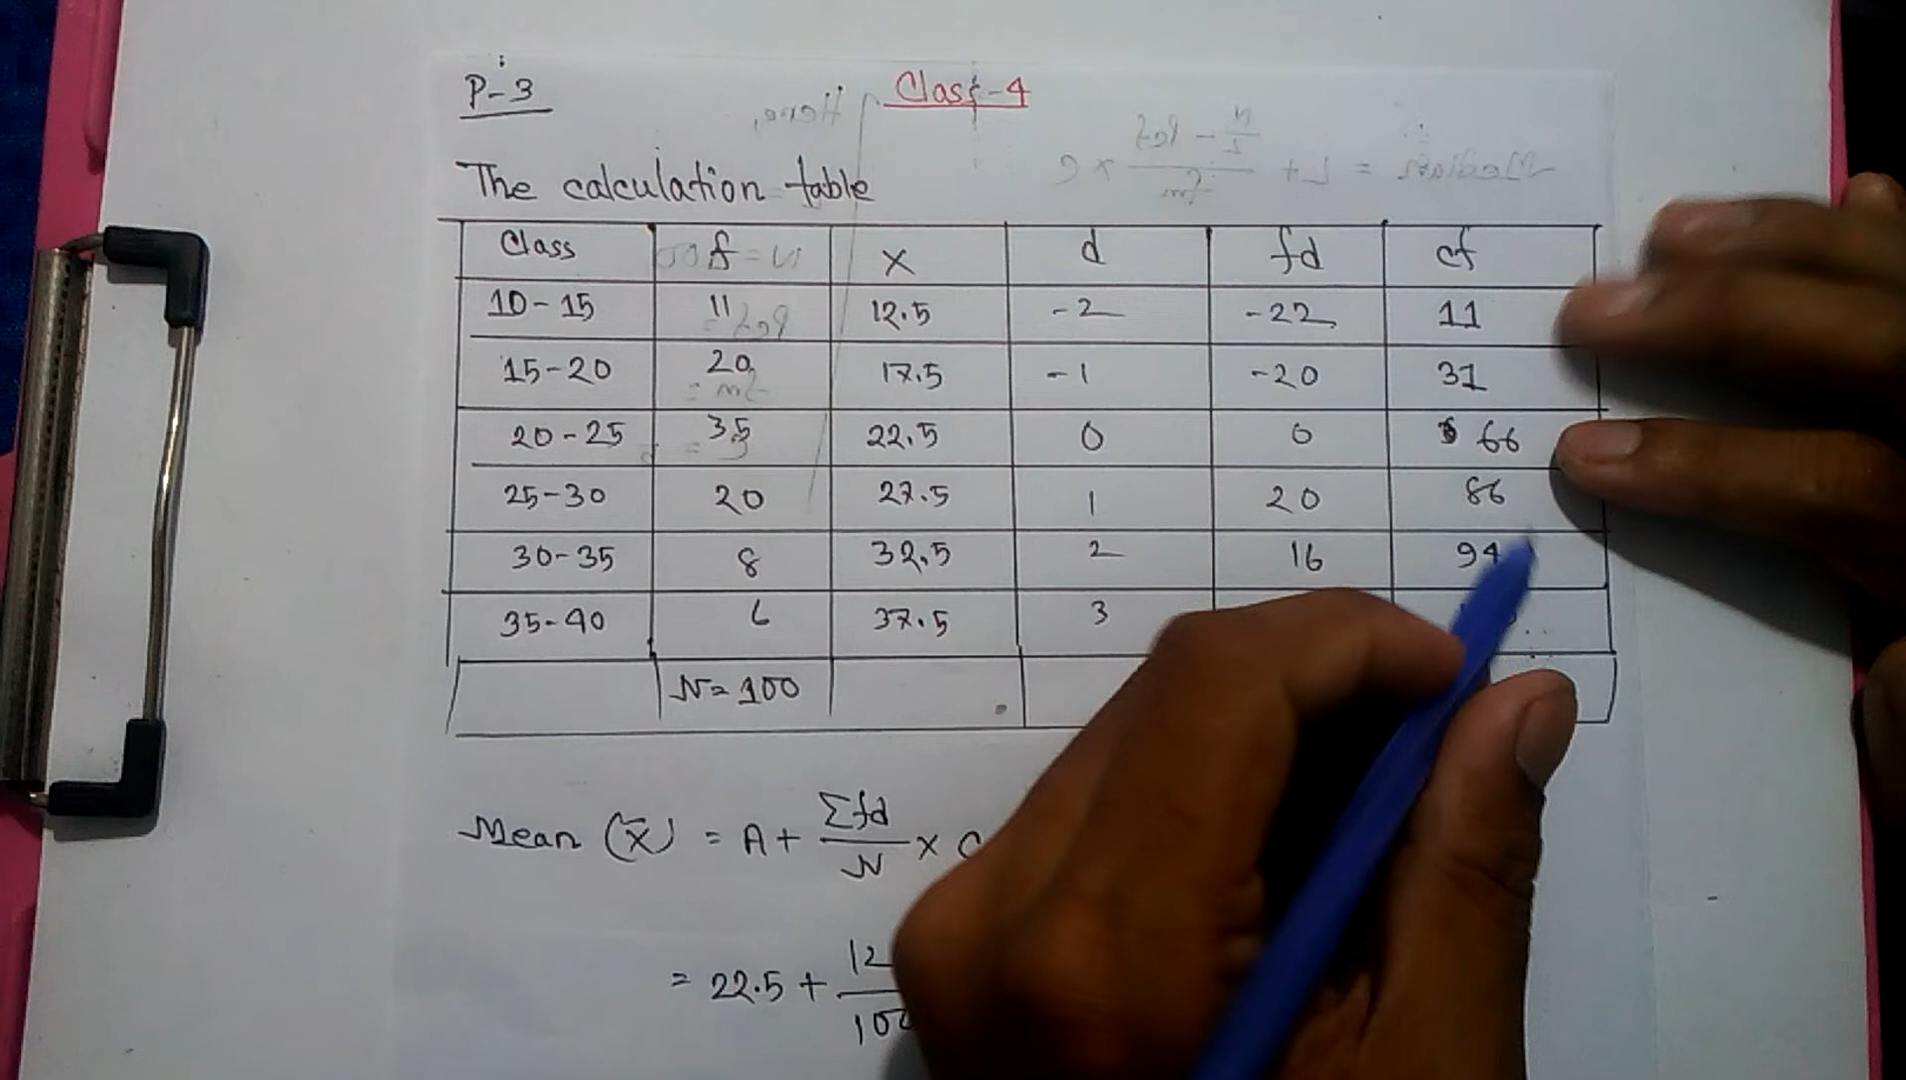 P-3
Class-4
The calculation table
Class f x d fd cf
10-15 11 12.5 -2 -22 11
15-20 20 17.5 -1 -20 31
20-25 35 22.5 0 0 66
25-30 20 27.5 1 20 86
30-35 8 32.5 2 16 94
35-40 6 37.5 3
N=100
Mean (x̄) = A + Σfd/N × C
= 22.5 + 12/100